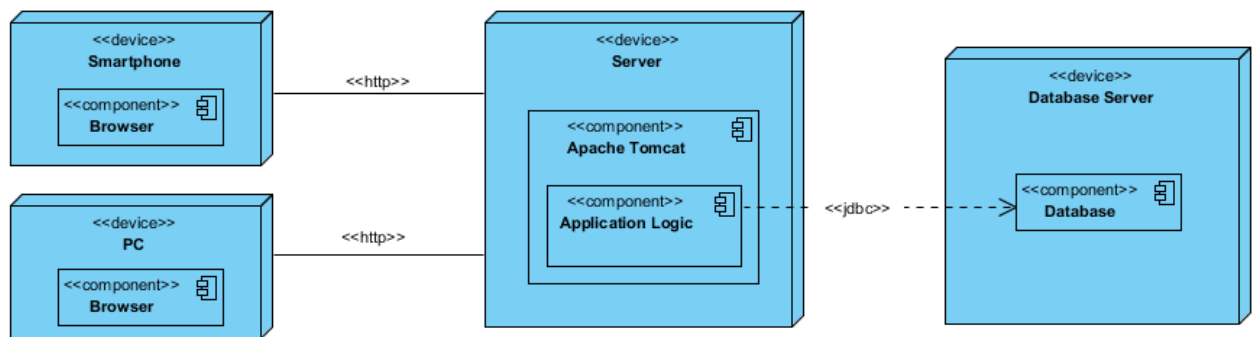 <<device>>
Smartphone
<<component>>
Browser
<<http>>
<<device>>
PC
<<component>>
Browser
<<http>>
<<device>>
Server
<<component>>
Apache Tomcat
<<component>>
Application Logic
<<jdbc>>
<<device>>
Database Server
<<component>>
Database